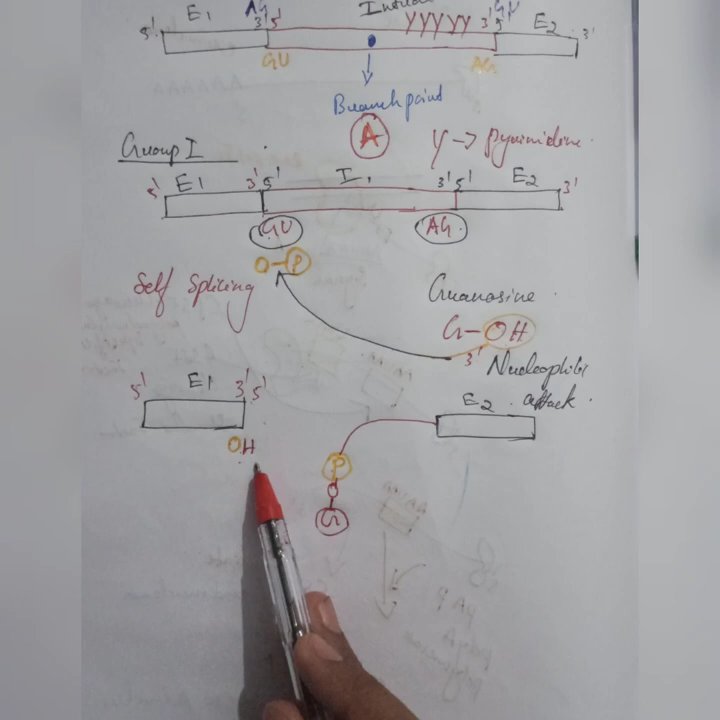 5' E1 AG 3' 5' YYYYY 3' 5' E2 3'
GU AG
Branch point
A
Y → pyrimidine.
Group I
5' E1 3' 5' I, 3' 5' E2 3'
GU AG
O-P
Self Splicing
Guanosine
G-OH
3'
Nucleophilic
attack.
5' E1 3' 5' E2
OH
P
O
G